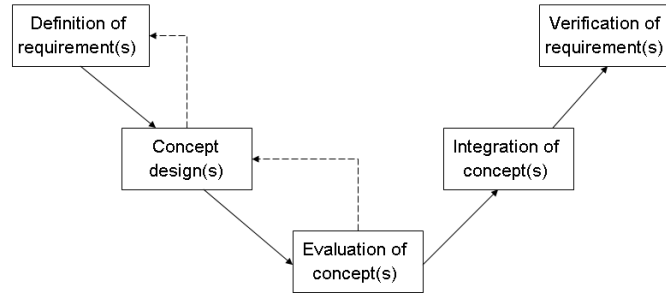 Definition of
requirement(s)
Verification of
requirement(s)
Concept
design(s)
Integration of
concept(s)
Evaluation of
concept(s)